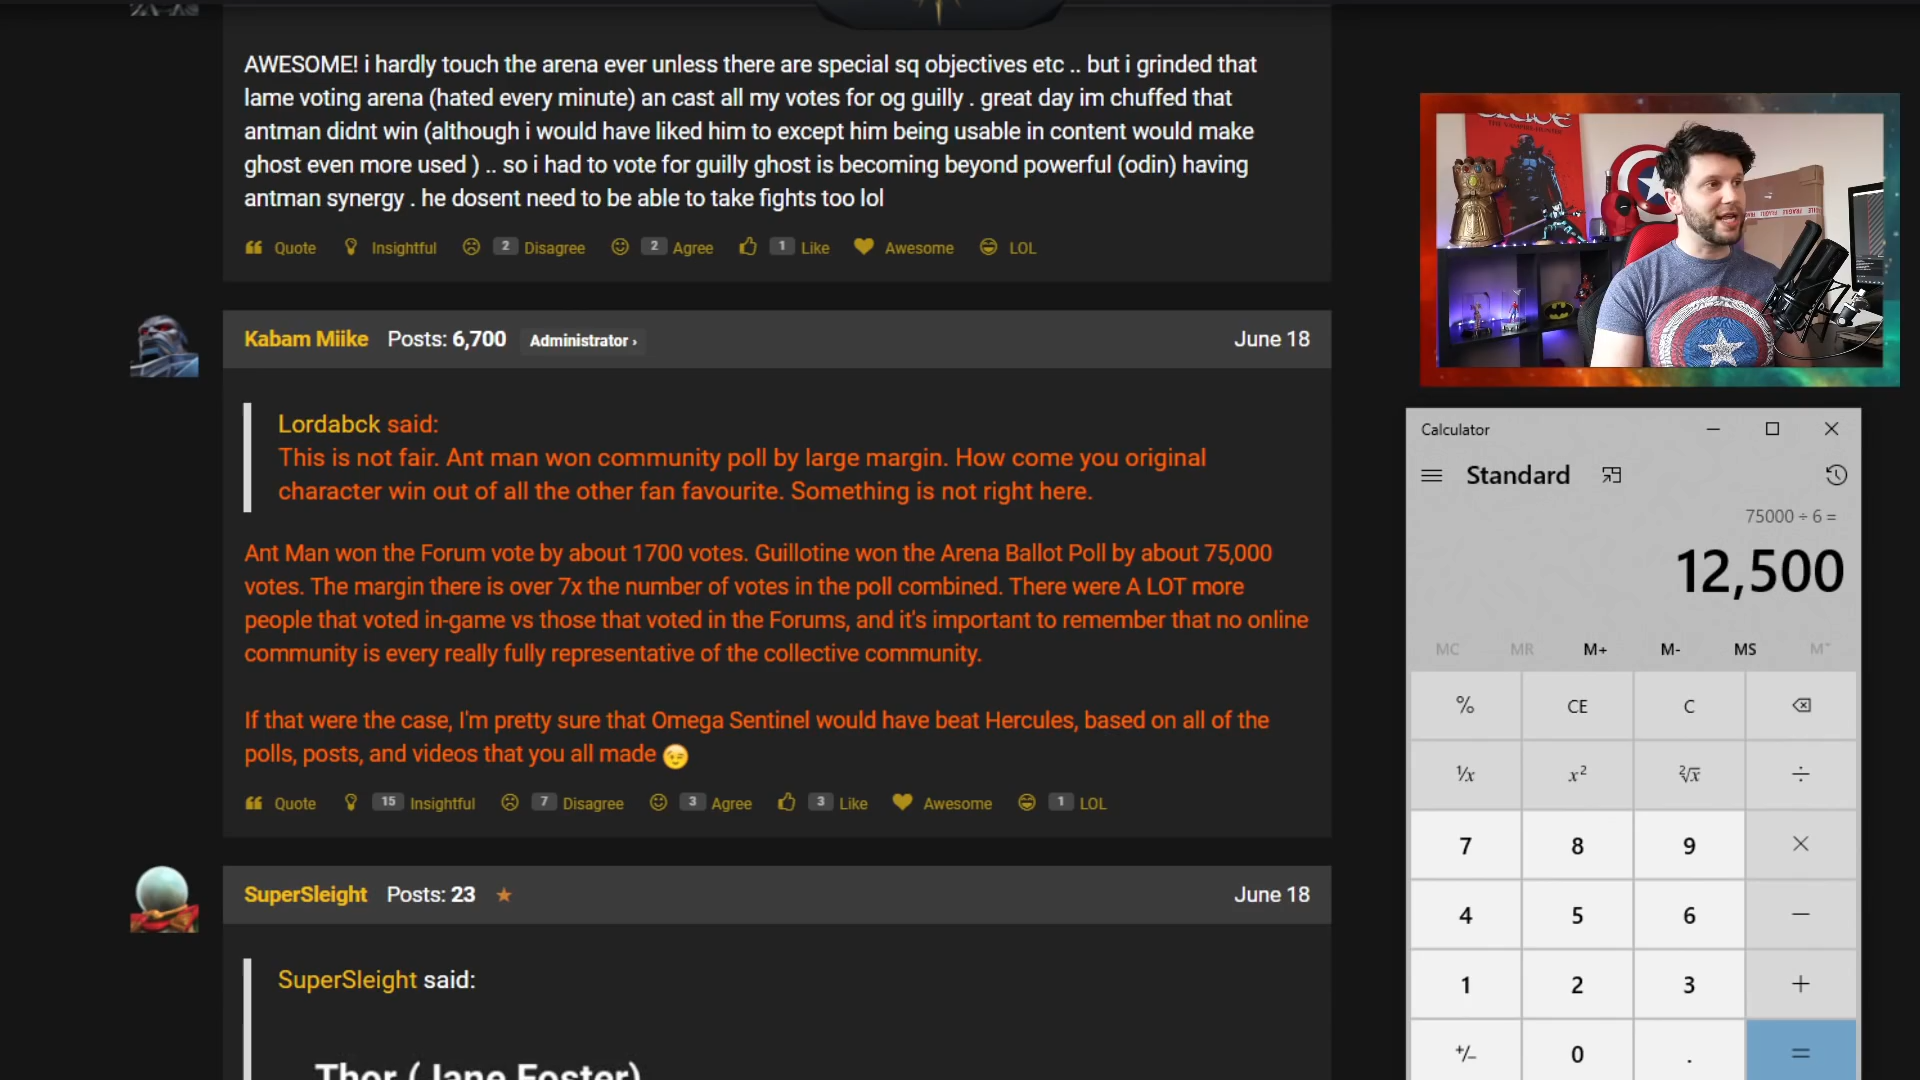 AWESOME! i hardly touch the arena ever unless there are special sq objectives etc .. but i grinded that
lame voting arena (hated every minute) an cast all my votes for og guilly . great day im chuffed that
antman didnt win (although i would have liked him to except him being usable in content would make
ghost even more used ) .. so i had to vote for guilly ghost is becoming beyond powerful (odin) having
antman synergy . he dosent need to be able to take fights too lol
Quote Insightful 2 Disagree 2 Agree 1 Like Awesome LOL
Kabam Miike Posts: 6,700 Administrator › June 18
Lordabck said:
This is not fair. Ant man won community poll by large margin. How come you original
character win out of all the other fan favourite. Something is not right here.
Ant Man won the Forum vote by about 1700 votes. Guillotine won the Arena Ballot Poll by about 75,000
votes. The margin there is over 7x the number of votes in the poll combined. There were A LOT more
people that voted in-game vs those that voted in the Forums, and it's important to remember that no online
community is every really fully representative of the collective community.
If that were the case, I'm pretty sure that Omega Sentinel would have beat Hercules, based on all of the
polls, posts, and videos that you all made 😉
Quote 15 Insightful 7 Disagree 3 Agree 3 Like Awesome 1 LOL
SuperSleight Posts: 23 ★ June 18
SuperSleight said:
Thor (Jane Foster)
THE VAMPIRE HUNTER
Calculator
Standard
75000 ÷ 6 =
12,500
MC MR M+ M- MS M˅
% CE C
¹/x x² ²√x ÷
7 8 9 ×
4 5 6 −
1 2 3 +
+/− 0 . =